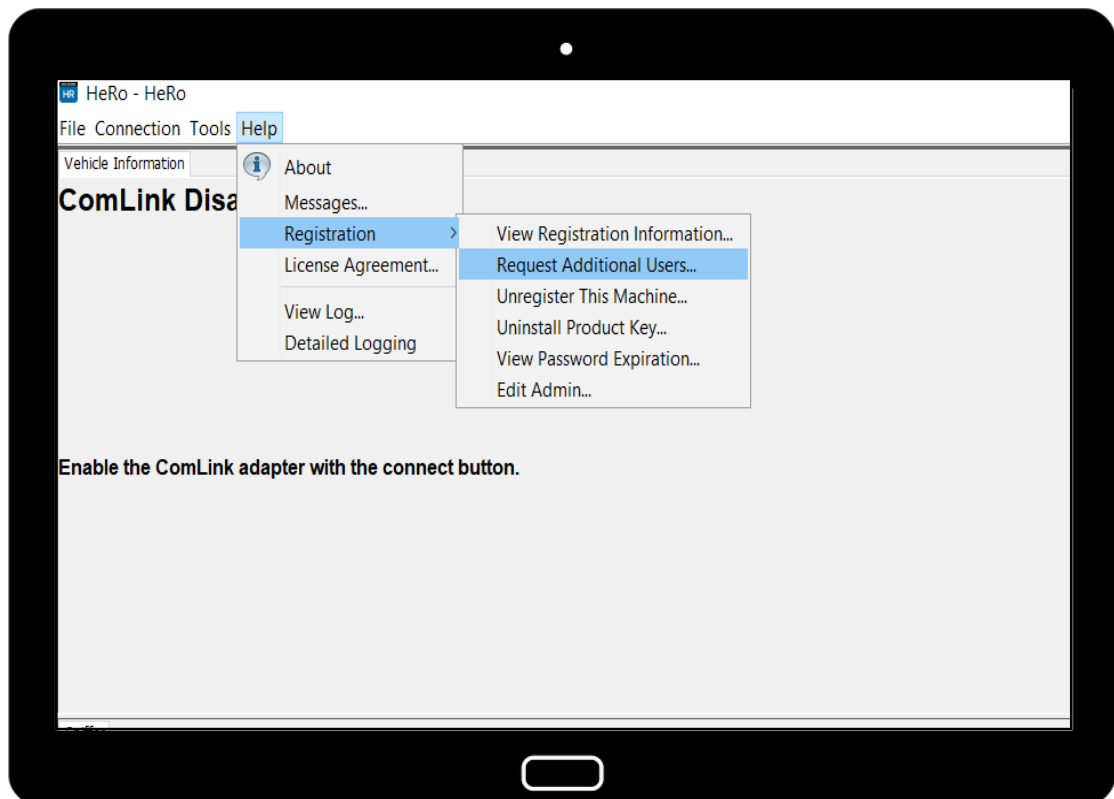 HR HeRo - HeRo
File Connection Tools Help
Vehicle Information
ComLink Disa
About
Messages...
Registration
License Agreement...
View Log...
Detailed Logging
View Registration Information...
Request Additional Users...
Unregister This Machine...
Uninstall Product Key...
View Password Expiration...
Edit Admin...
Enable the ComLink adapter with the connect button.